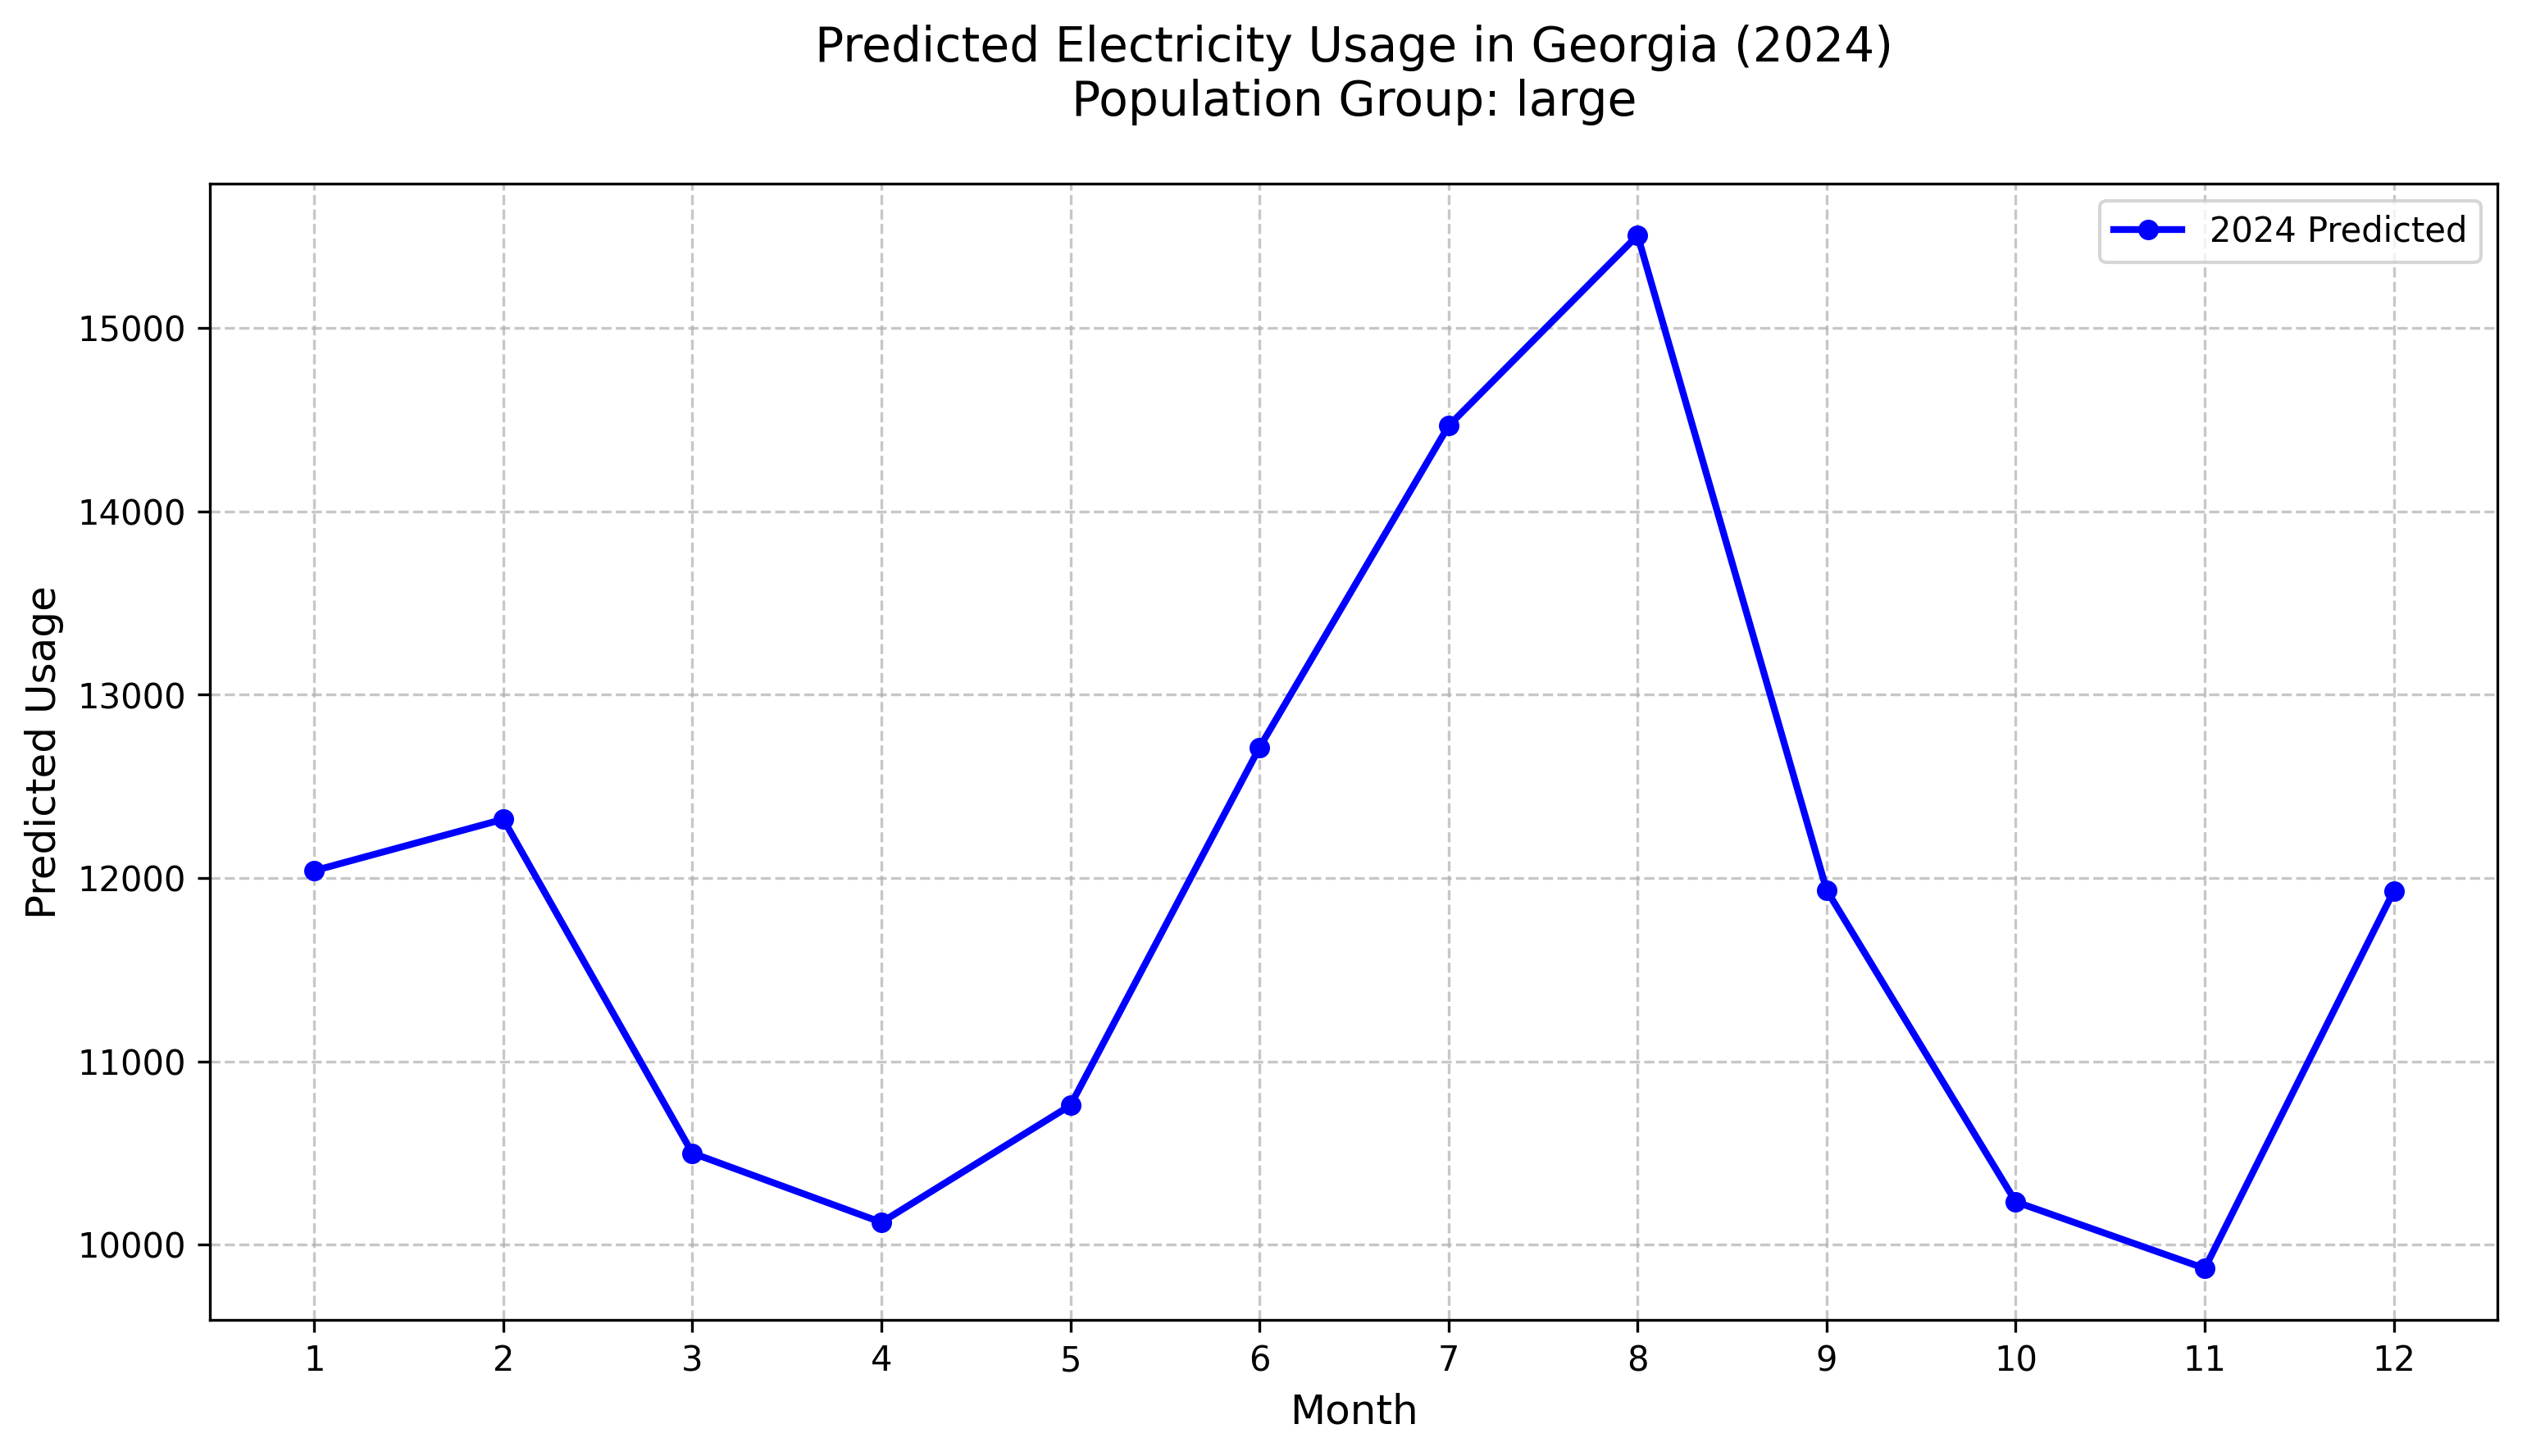 Predicted Electricity Usage in Georgia (2024)
Population Group: large
2024 Predicted
Predicted Usage
15000
14000
13000
12000
11000
10000
1 2 3 4 5 6 7 8 9 10 11 12
Month